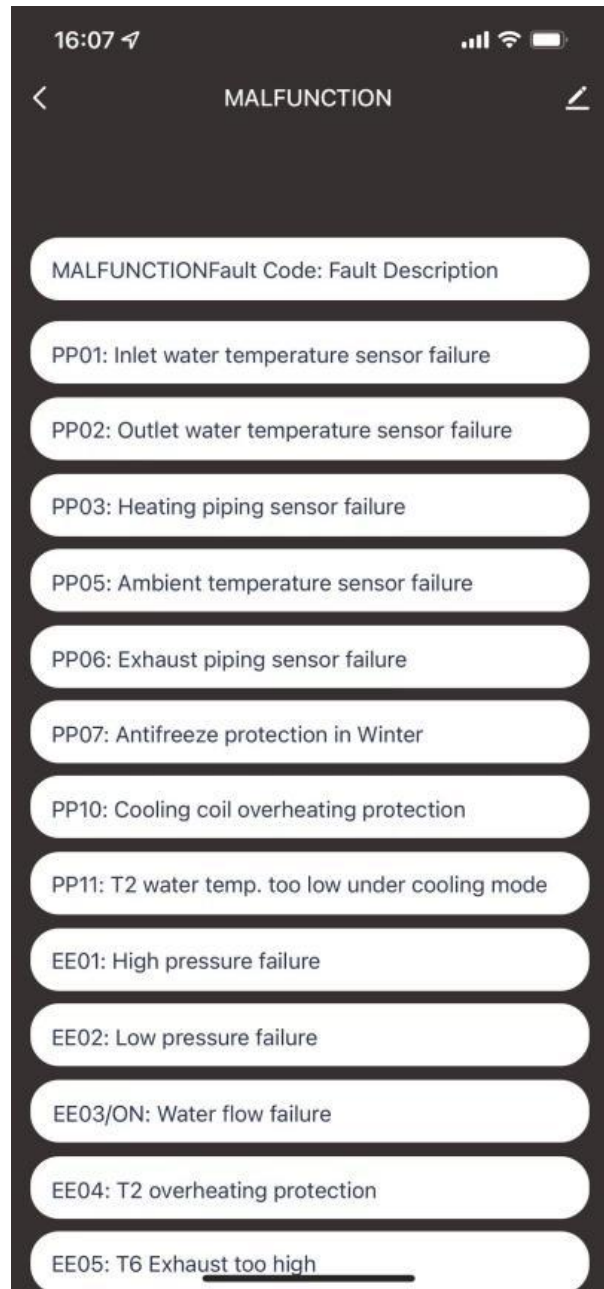 16:07
MALFUNCTION
MALFUNCTIONFault Code: Fault Description
PP01: Inlet water temperature sensor failure
PP02: Outlet water temperature sensor failure
PP03: Heating piping sensor failure
PP05: Ambient temperature sensor failure
PP06: Exhaust piping sensor failure
PP07: Antifreeze protection in Winter
PP10: Cooling coil overheating protection
PP11: T2 water temp. too low under cooling mode
EE01: High pressure failure
EE02: Low pressure failure
EE03/ON: Water flow failure
EE04: T2 overheating protection
EE05: T6 Exhaust too high